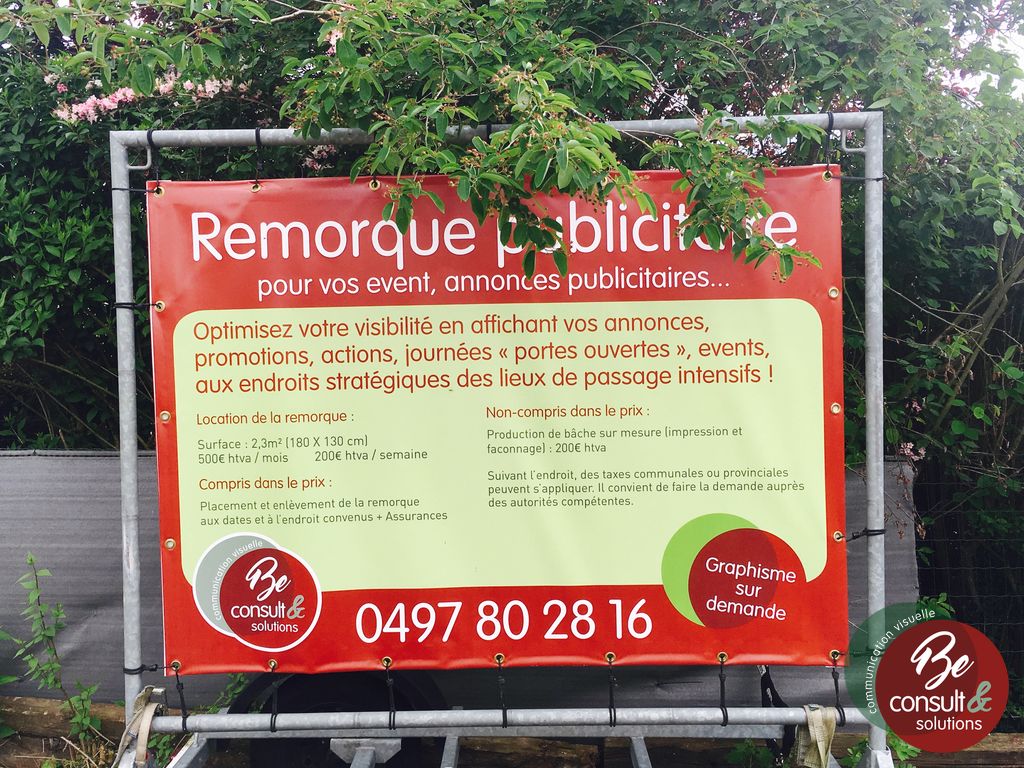 Remorque publicitaire
pour vos event, annonces publicitaires...
Optimisez votre visibilité en affichant vos annonces,
promotions, actions, journées « portes ouvertes », events,
aux endroits stratégiques des lieux de passage intensifs !
Location de la remorque :
Surface : 2,3m² (180 X 130 cm)
500€ htva / mois 200€ htva / semaine
Compris dans le prix :
Placement et enlèvement de la remorque
aux dates et à l'endroit convenus + Assurances
Non-compris dans le prix :
Production de bâche sur mesure (impression et
faconnage) : 200€ htva
Suivant l'endroit, des taxes communales ou provinciales
peuvent s'appliquer. Il convient de faire la demande auprès
des autorités compétentes.
communication visuelle
Be
consult &
solutions
0497 80 28 16
Graphisme
sur
demande
communication visuelle
Be
consult &
solutions